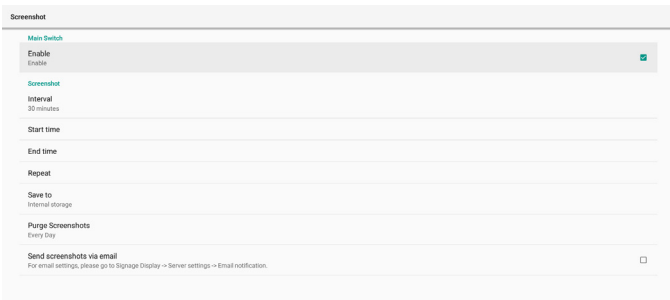 Screenshot
Main Switch
Enable
Enable
Screenshot
Interval
30 minutes
Start time
End time
Repeat
Save to
Internal storage
Purge Screenshots
Every Day
Send screenshots via email
For email settings, please go to Signage Display -> Server settings -> Email notification.